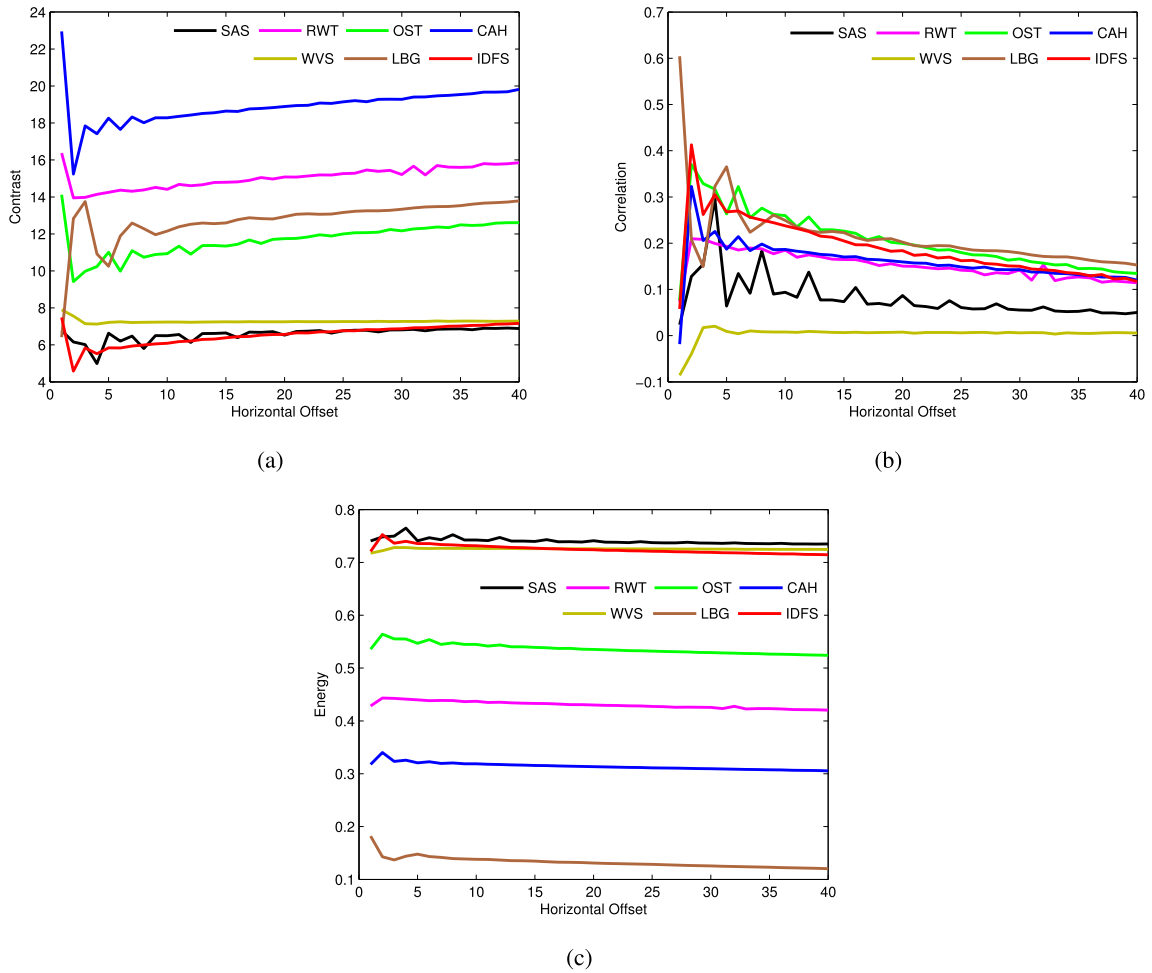 24
22
20
18
16
14
12
10
8
6
4
0 5 10 15 20 25 30 35 40
Contrast
Horizontal Offset
SAS RWT OST CAH
WVS LBG IDFS
(a)
0.7
0.6
0.5
0.4
0.3
0.2
0.1
0
−0.1
0 5 10 15 20 25 30 35 40
Correlation
Horizontal Offset
SAS RWT OST CAH
WVS LBG IDFS
(b)
0.8
0.7
0.6
0.5
0.4
0.3
0.2
0.1
0 5 10 15 20 25 30 35 40
Energy
Horizontal Offset
SAS RWT OST CAH
WVS LBG IDFS
(c)